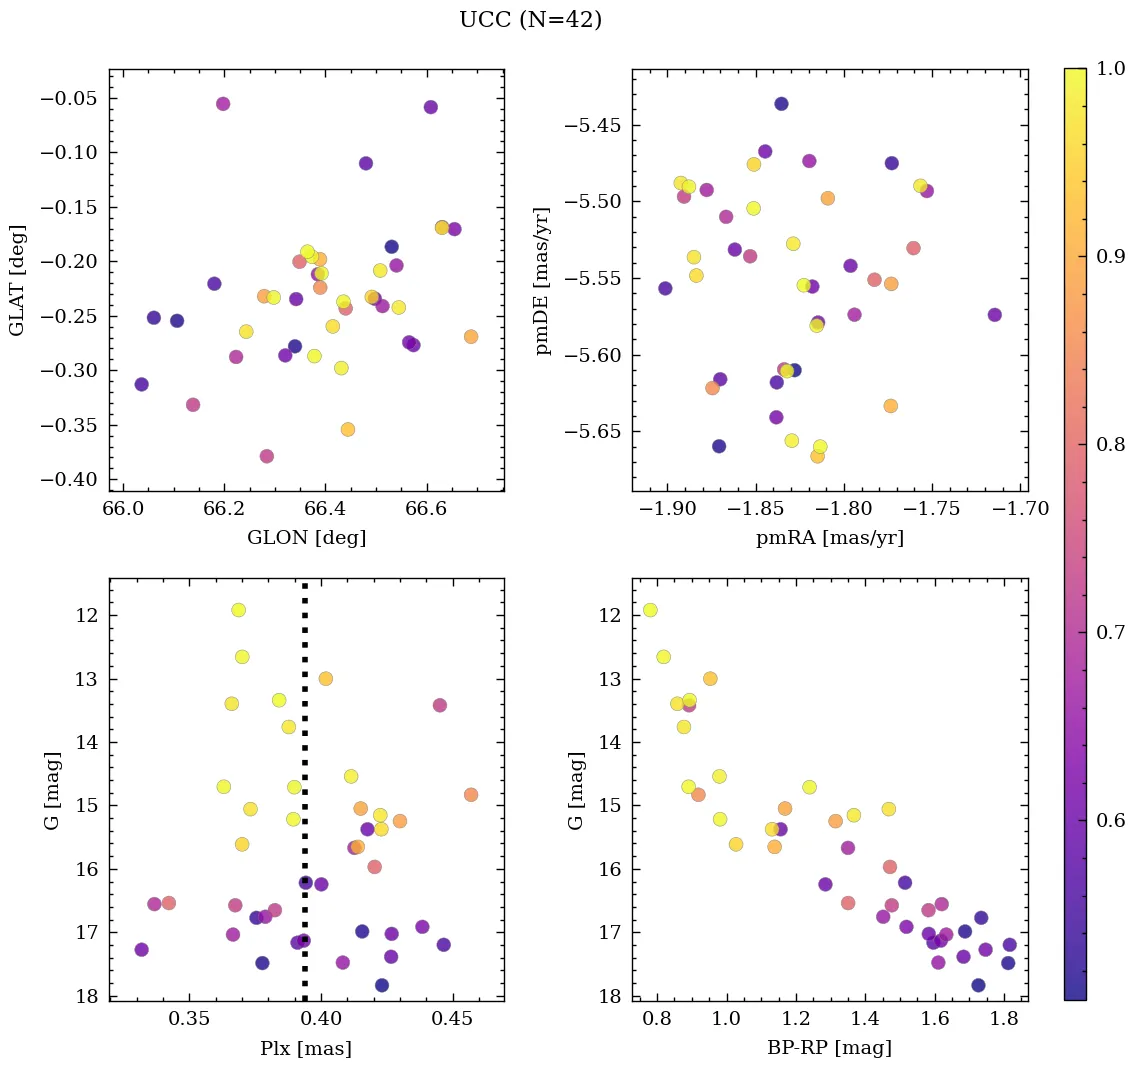 UCC (N=42)
−0.05
−0.10
−0.15
−0.20
−0.25
−0.30
−0.35
−0.40
GLAT [deg]
66.0 66.2 66.4 66.6
GLON [deg]
−5.45
−5.50
−5.55
−5.60
−5.65
pmDE [mas/yr]
−1.90 −1.85 −1.80 −1.75 −1.70
pmRA [mas/yr]
12
13
14
15
16
17
18
G [mag]
0.35 0.40 0.45
Plx [mas]
12
13
14
15
16
17
18
G [mag]
0.8 1.0 1.2 1.4 1.6 1.8
BP-RP [mag]
1.0
0.9
0.8
0.7
0.6